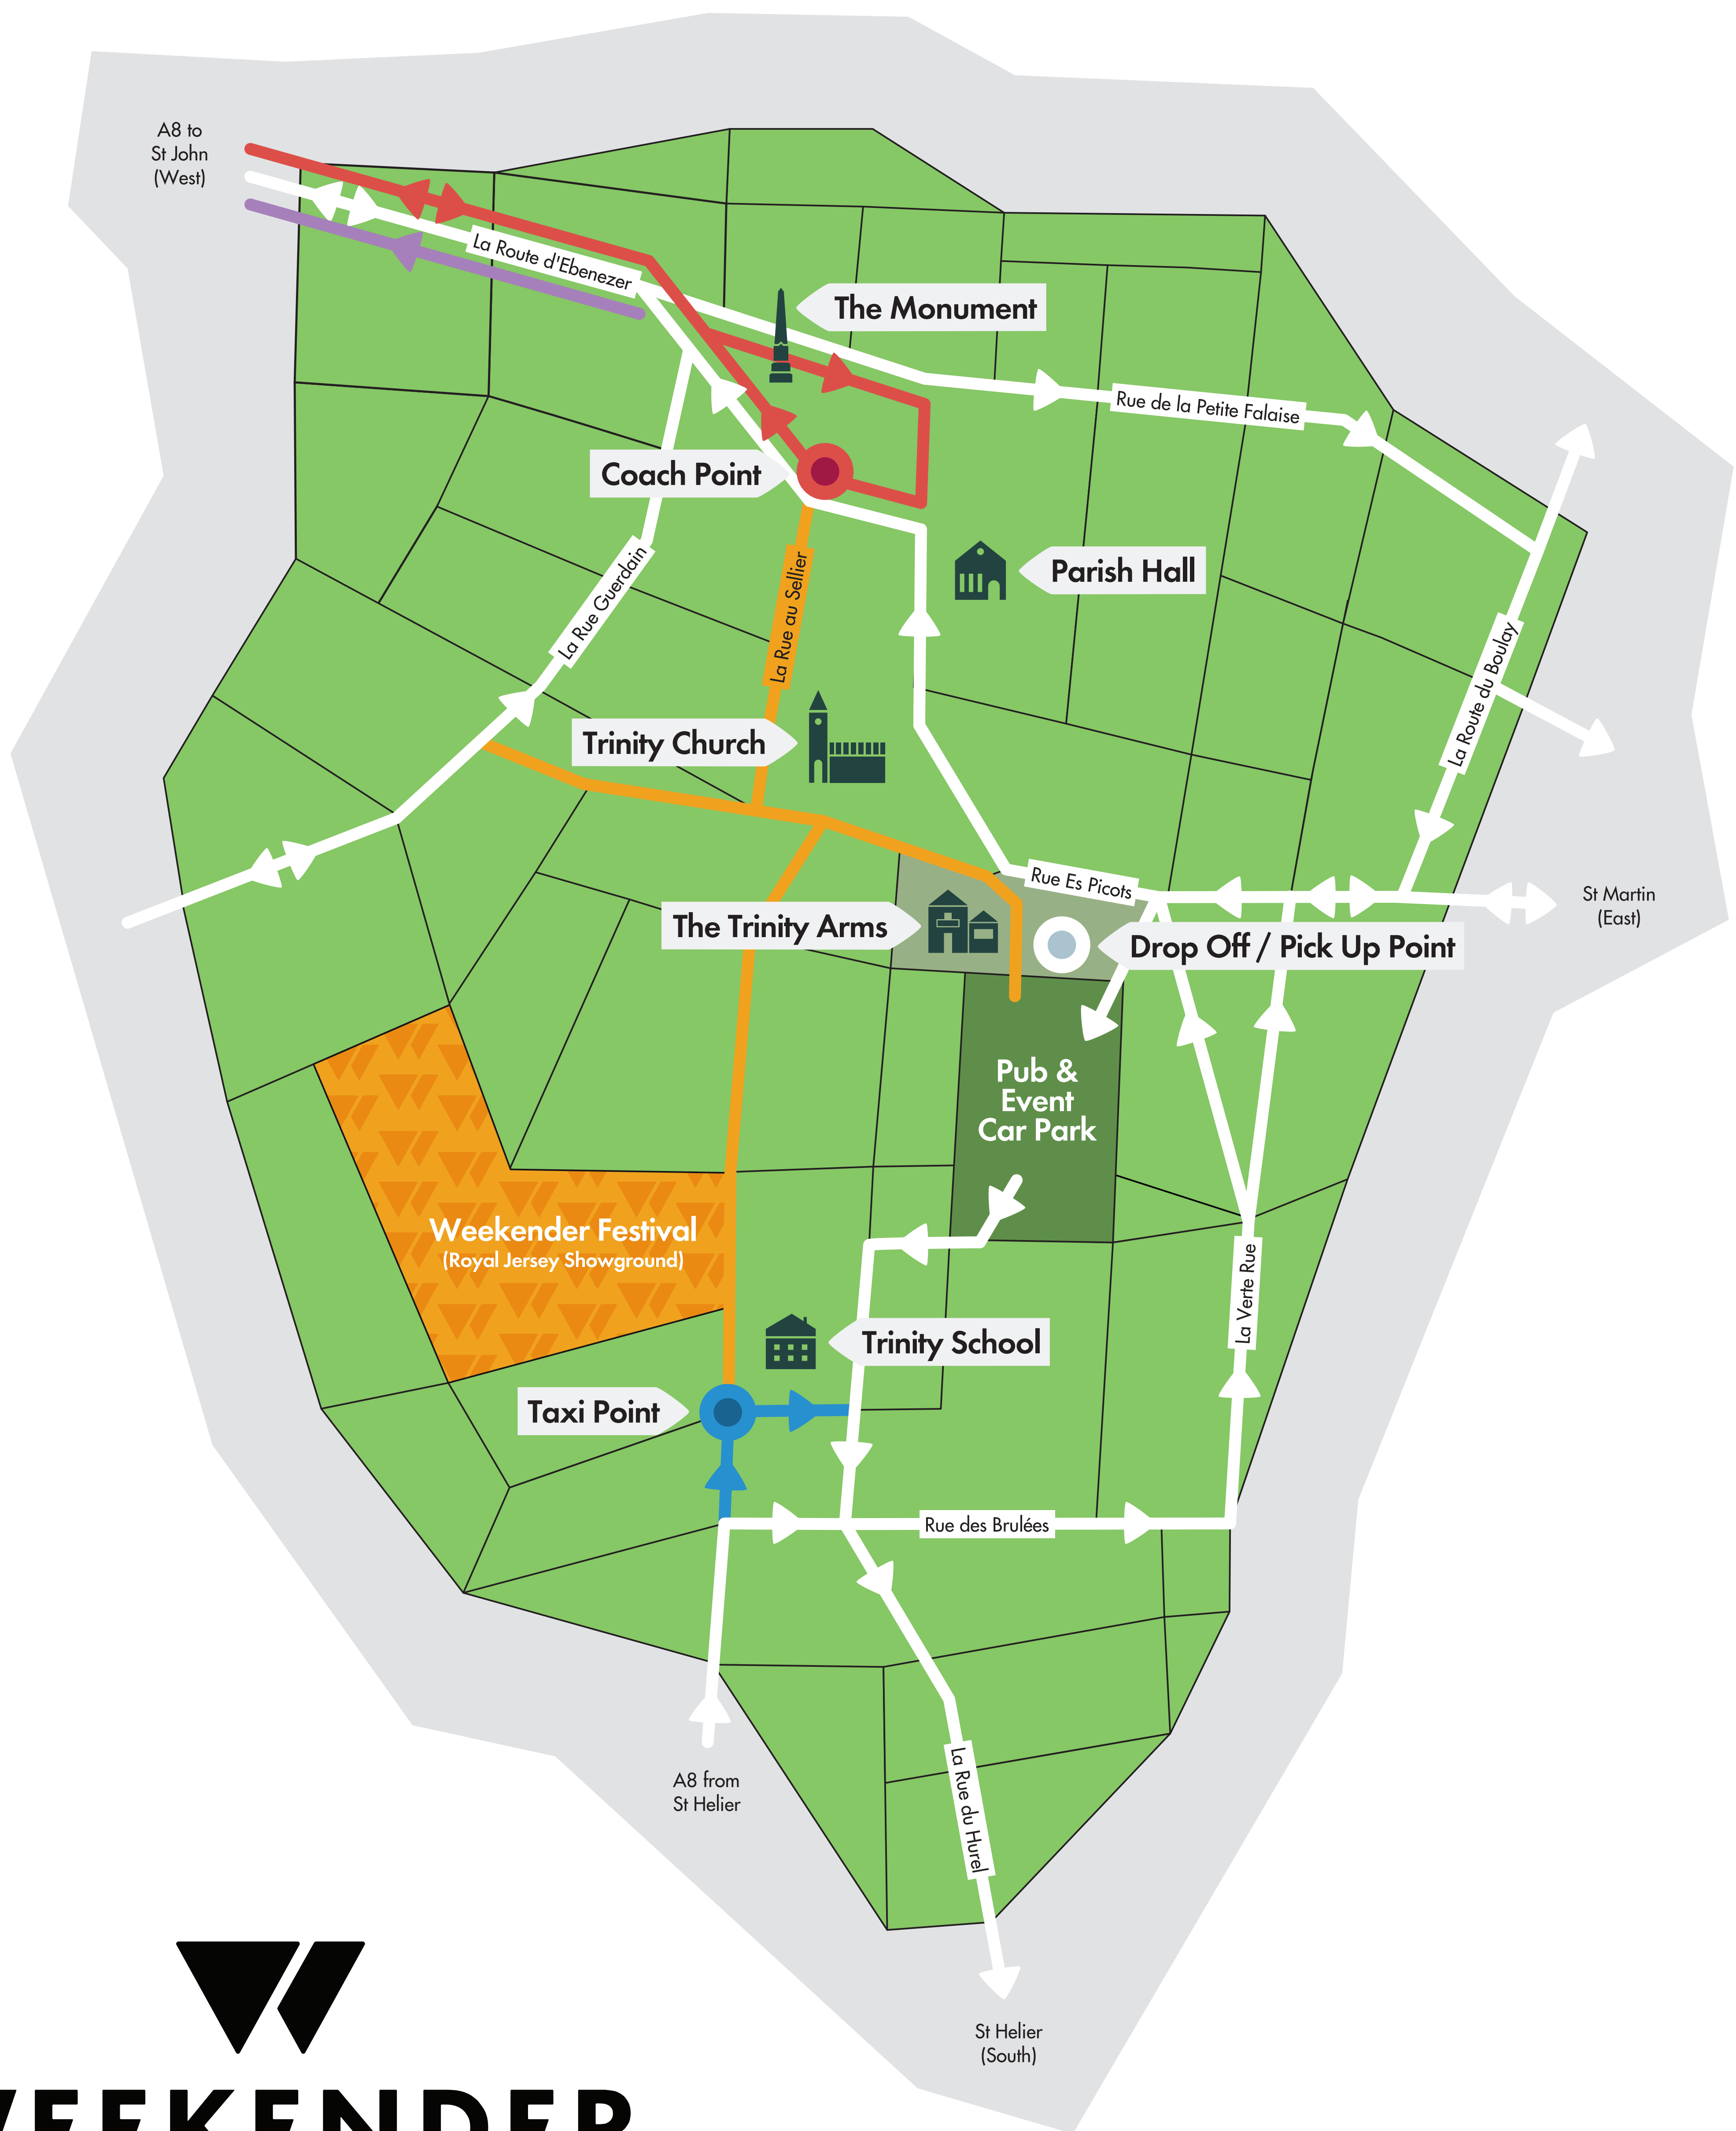 A8 to
St John
(West)
La Route d'Ebenezer
The Monument
Rue de la Petite Falaise
Coach Point
Parish Hall
La Rue Guerdain
La Rue au Sellier
La Route du Boulay
Trinity Church
Rue Es Picots
St Martin
(East)
The Trinity Arms
Drop Off / Pick Up Point
Pub &
Event
Car Park
Weekender Festival
(Royal Jersey Showground)
La Verte Rue
Trinity School
Taxi Point
Rue des Brulées
A8 from
St Helier
La Rue du Hurel
St Helier
(South)
WEEKENDER